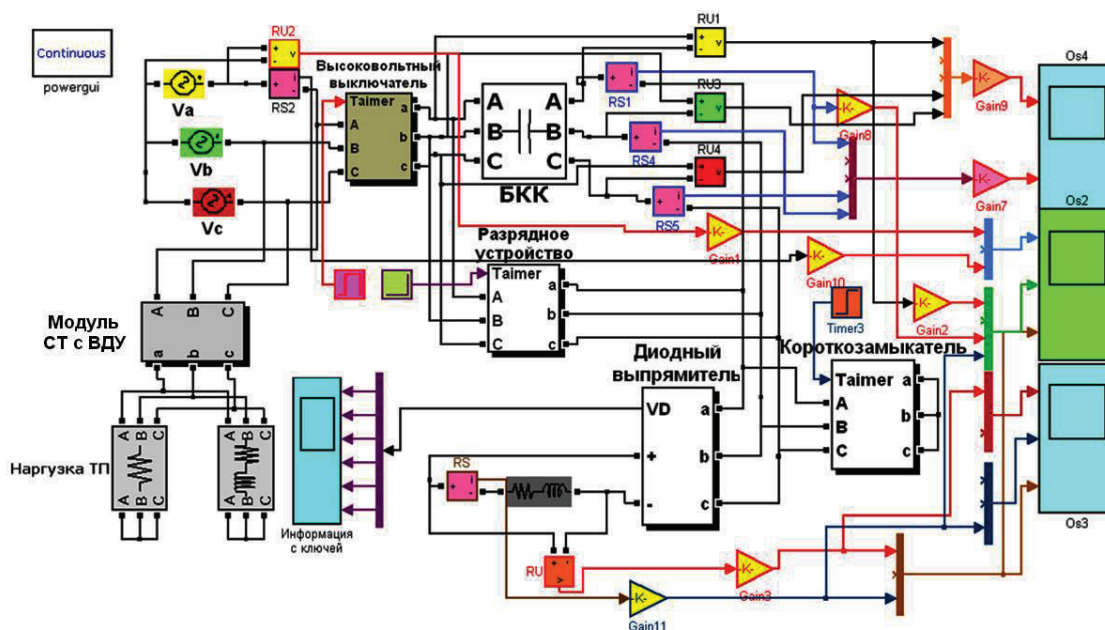 Continuous
powergui
RU2
RS2
Va
Vb
Vc
Высоковольтный
выключатель
Taimer
A
B
C
a
b
c
A
B
C
A
B
C
БКК
RU1
RS1
RU3
RS4
RU4
RS5
-K-
Gain8
-K-
Gain9
-K-
Gain7
-K-
Gain1
-K-
Gain10
-K-
Gain2
Os4
Os2
Os3
Разрядное
устройство
Taimer
A
B
C
a
b
c
Timer3
Короткозамыкатель
Taimer
A
B
C
a
b
c
Модуль
СТ с ВДУ
A
B
C
a
b
c
Наргузка ТП
A
B
C
A
B
C
A
B
C
A
B
C
Информация
с ключей
Диодный
выпрямитель
VD
+
-
a
b
c
RS
RU
-K-
Gain3
-K-
Gain11